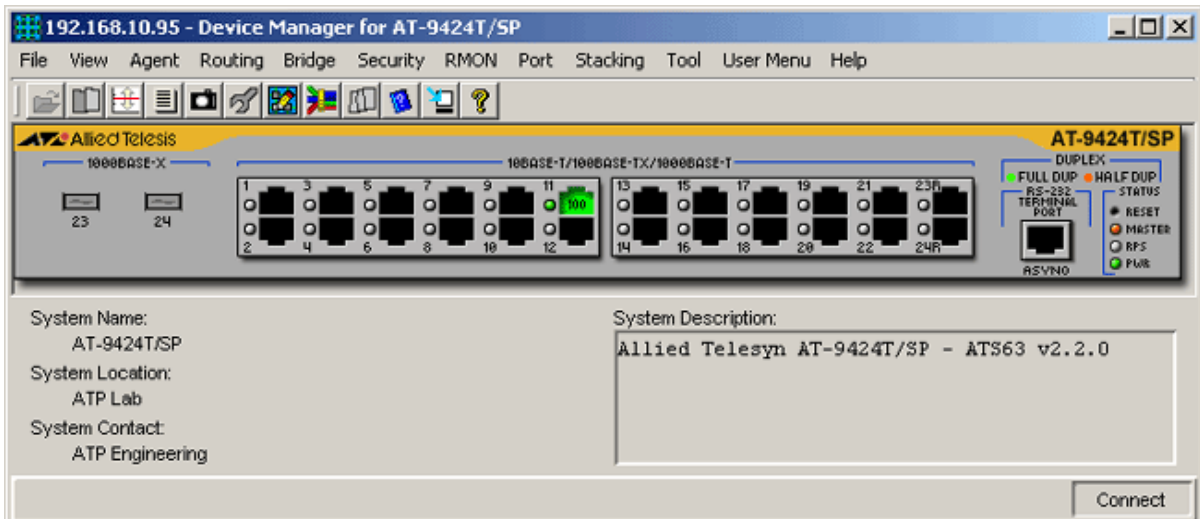 192.168.10.95 - Device Manager for AT-9424T/SP
File View Agent Routing Bridge Security RMON Port Stacking Tool User Menu Help
Allied Telesis
AT-9424T/SP
1000BASE-X
10BASE-T/100BASE-TX/1000BASE-T
DUPLEX
FULL DUP HALF DUP
1 3 5 7 9 11 13 15 17 19 21 23R
100
23 24
2 4 6 8 10 12 14 16 18 20 22 24R
RS-232
TERMINAL
PORT
ASYNO
STATUS
RESET
MASTER
RPS
PWR
System Name:
AT-9424T/SP
System Location:
ATP Lab
System Contact:
ATP Engineering
System Description:
Allied Telesyn AT-9424T/SP - ATS63 v2.2.0
Connect